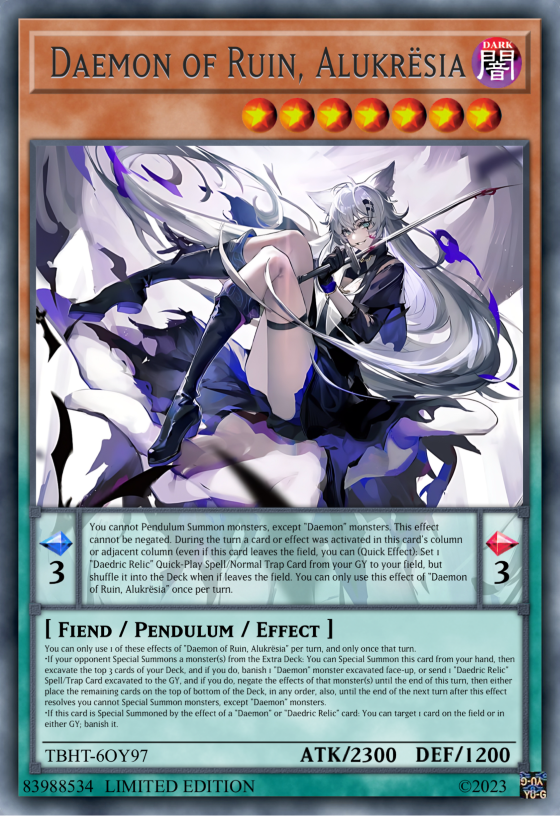 DAEMON OF RUIN, ALUKRËSIA
DARK
闇
You cannot Pendulum Summon monsters, except "Daemon" monsters. This effect
cannot be negated. During the turn a card or effect was activated in this card's column
or adjacent column (even if this card leaves the field, you can (Quick Effect): Set 1
"Daedric Relic" Quick-Play Spell/Normal Trap Card from your GY to your field, but
shuffle it into the Deck when if leaves the field. You can only use this effect of "Daemon
of Ruin, Alukrësia" once per turn.
3
3
[ FIEND / PENDULUM / EFFECT ]
You can only use 1 of these effects of "Daemon of Ruin, Alukrësia" per turn, and only once that turn.
•If your opponent Special Summons a monster(s) from the Extra Deck: You can Special Summon this card from your hand, then
excavate the top 3 cards of your Deck, and if you do, banish 1 "Daemon" monster excavated face-up, or send 1 "Daedric Relic"
Spell/Trap Card excavated to the GY, and if you do, negate the effects of that monster(s) until the end of this turn, then either
place the remaining cards on the top of bottom of the Deck, in any order, also, until the end of the next turn after this effect
resolves you cannot Special Summon monsters, except "Daemon" monsters.
•If this card is Special Summoned by the effect of a "Daemon" or "Daedric Relic" card: You can target 1 card on the field or in
either GY; banish it.
TBHT-6OY97 ATK/2300 DEF/1200
83988534 LIMITED EDITION ©2023
YU-G
YU-G